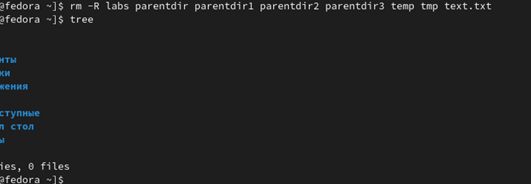 @fedora ~]$ rm -R labs parentdir parentdir1 parentdir2 parentdir3 temp tmp text.txt
@fedora ~]$ tree
нты
ки
жения
ступные
л стол
ы
ies, 0 files
@fedora ~]$